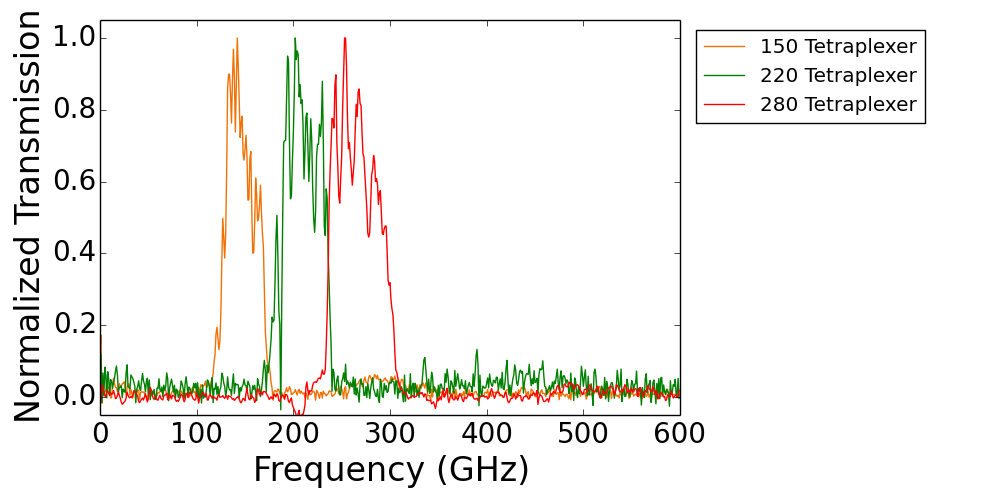 Normalized Transmission
1.0
0.8
0.6
0.4
0.2
0.0
0 100 200 300 400 500 600
Frequency (GHz)
150 Tetraplexer
220 Tetraplexer
280 Tetraplexer